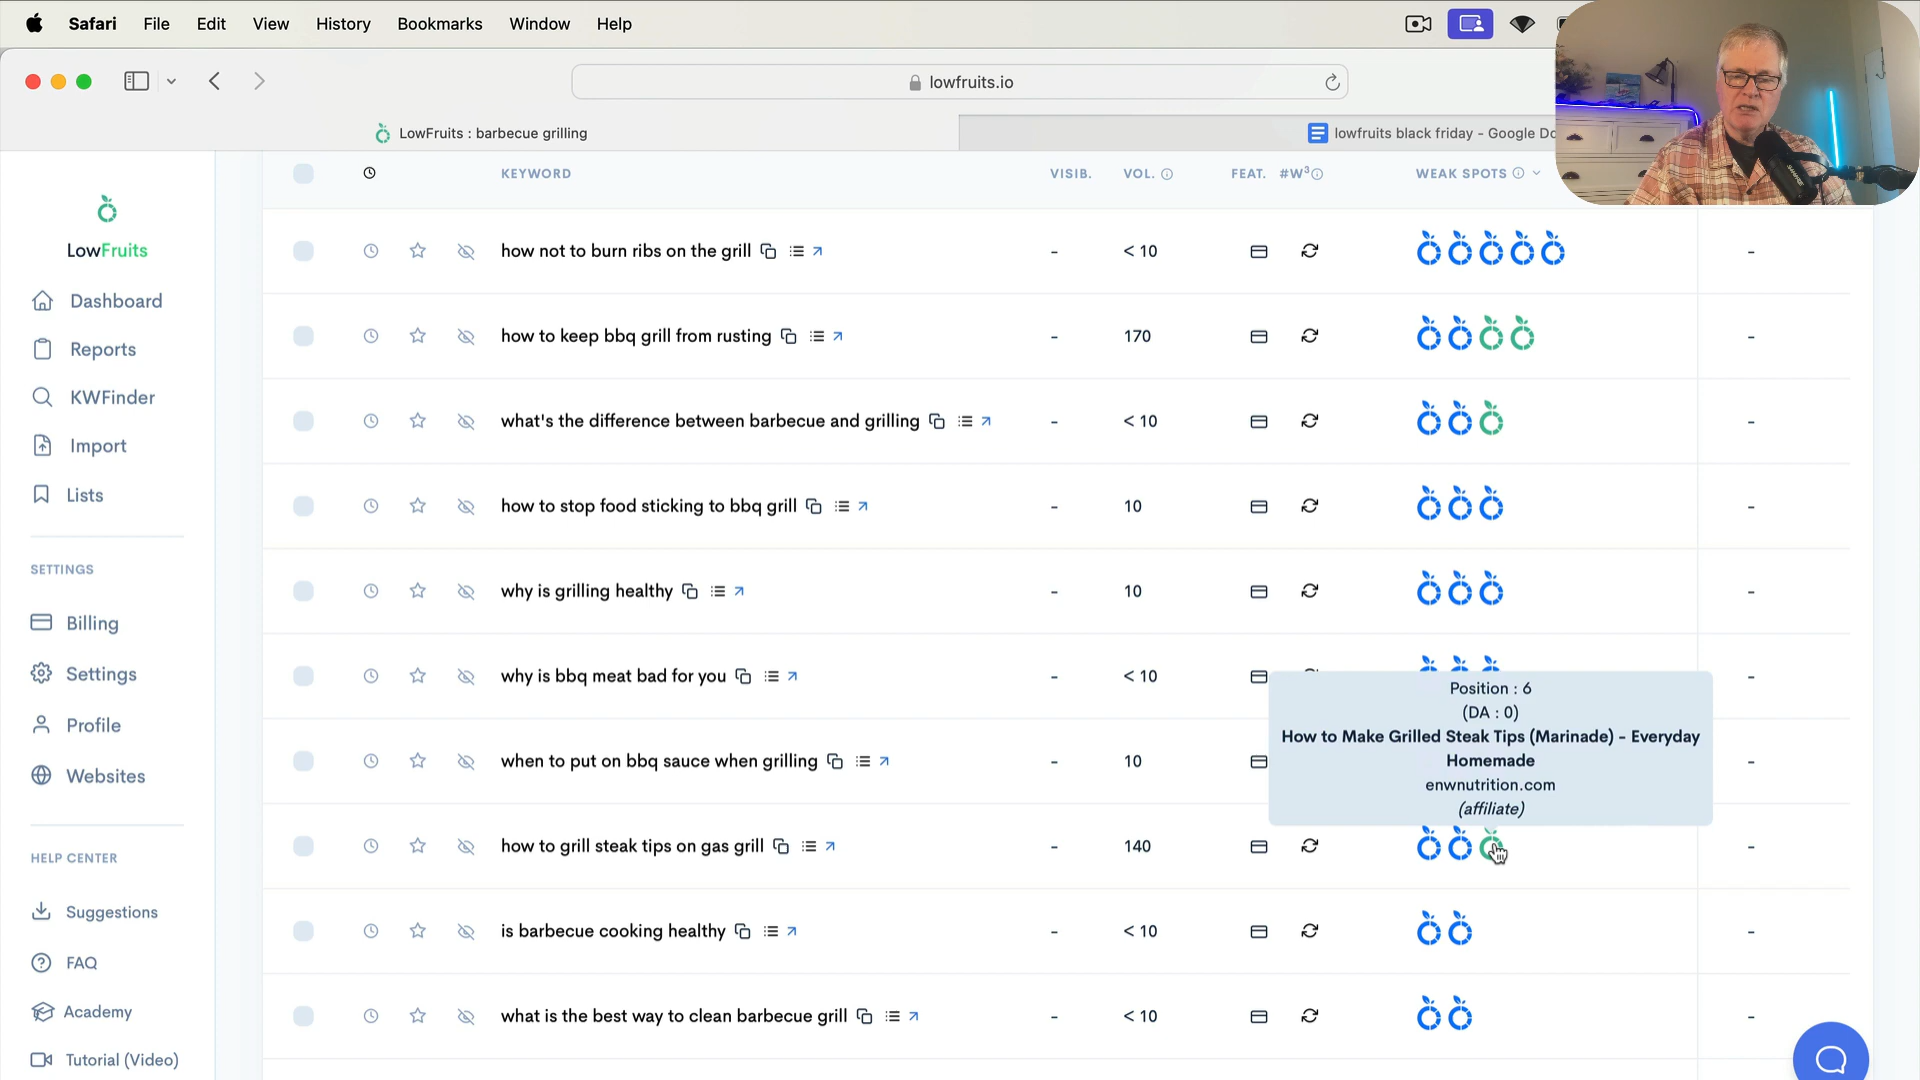 Safari File Edit View History Bookmarks Window Help
lowfruits.io
LowFruits : barbecue grilling
lowfruits black friday - Google Do
LowFruits
Dashboard
Reports
KWFinder
Import
Lists
SETTINGS
Billing
Settings
Profile
Websites
HELP CENTER
Suggestions
FAQ
Academy
Tutorial (Video)
KEYWORD VISIB. VOL. FEAT. #W³ WEAK SPOTS
how not to burn ribs on the grill - < 10 -
how to keep bbq grill from rusting - 170 -
what's the difference between barbecue and grilling - < 10 -
how to stop food sticking to bbq grill - 10 -
why is grilling healthy - 10 -
why is bbq meat bad for you - < 10 -
when to put on bbq sauce when grilling - 10 -
how to grill steak tips on gas grill - 140 -
is barbecue cooking healthy - < 10 -
what is the best way to clean barbecue grill - < 10 -
Position : 6
(DA : 0)
How to Make Grilled Steak Tips (Marinade) - Everyday
Homemade
enwnutrition.com
(affiliate)